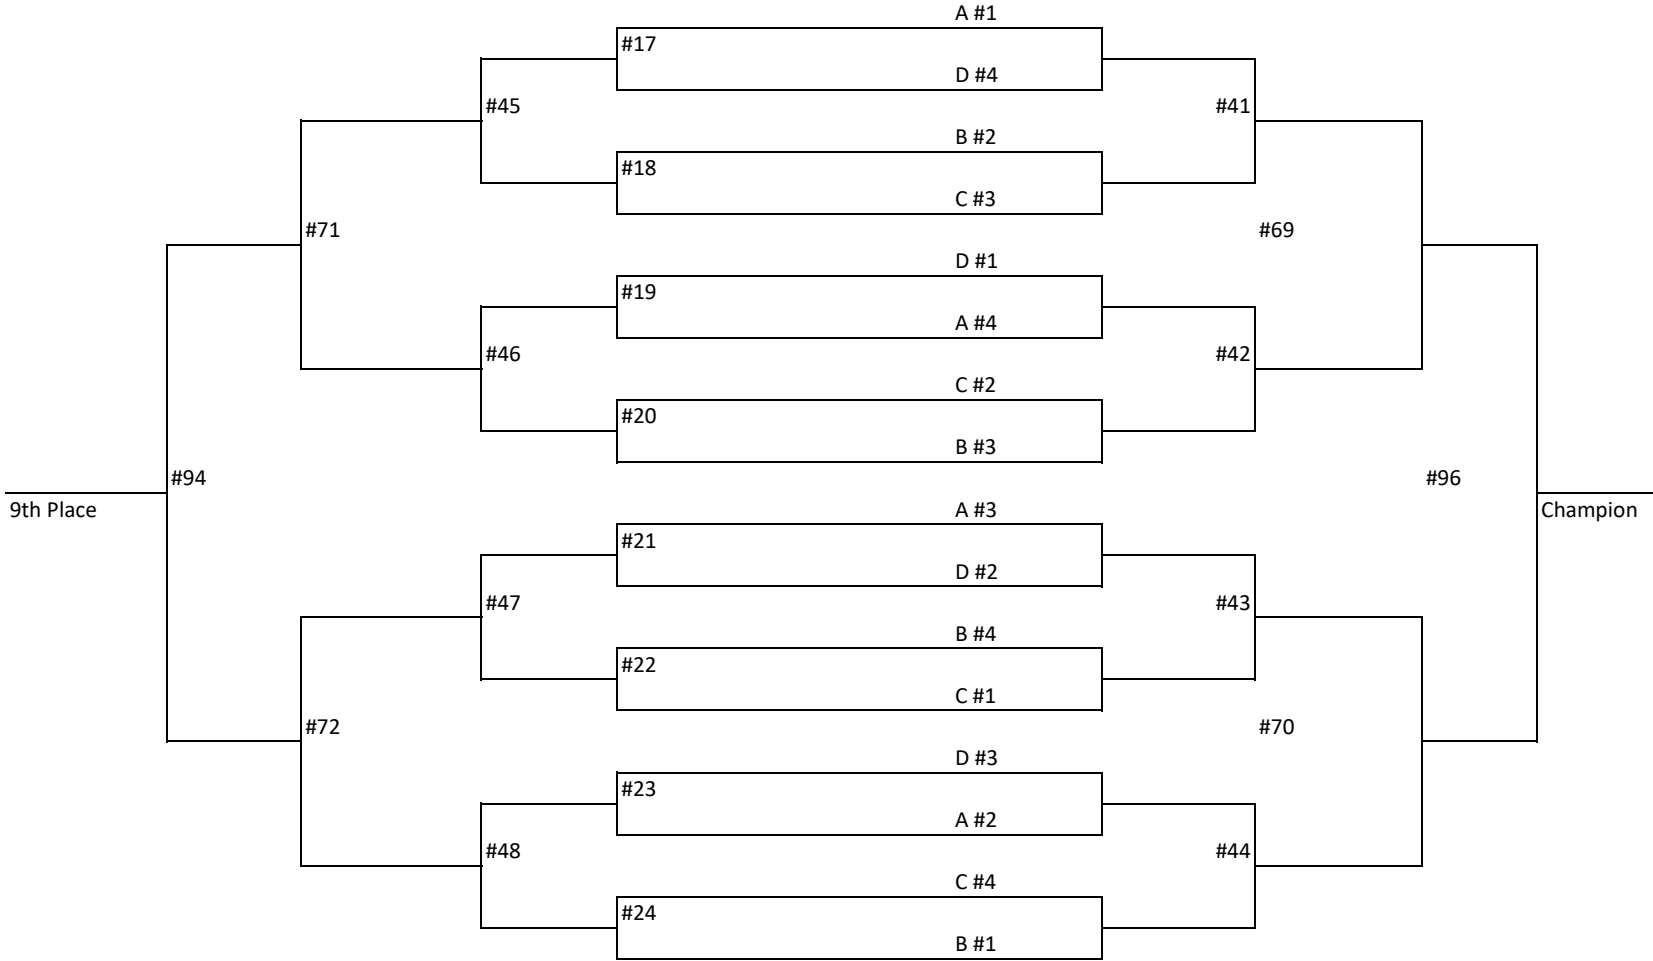 A #1
#17
D #4
#45
#41
B #2
#18
C #3
#71
#69
D #1
#19
A #4
#46
#42
C #2
#20
B #3
#94
#96
9th Place
Champion
A #3
#21
D #2
#47
#43
B #4
#22
C #1
#72
#70
D #3
#23
A #2
#48
#44
C #4
#24
B #1